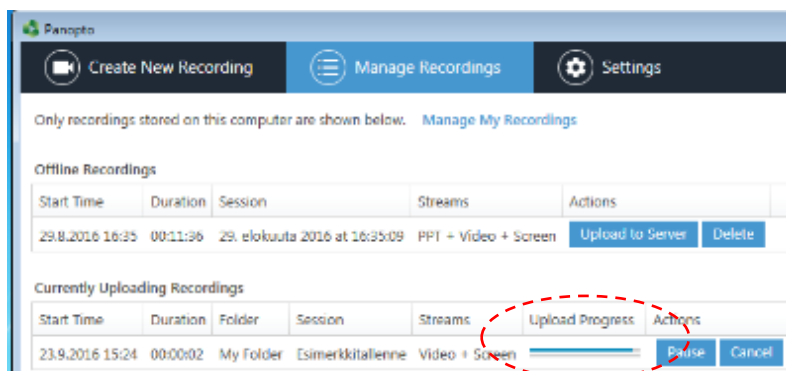 Panopto
Create New Recording Manage Recordings Settings
Only recordings stored on this computer are shown below. Manage My Recordings
Offline Recordings
Start Time Duration Session Streams Actions
29.8.2016 16:35 00:11:36 29. elokuuta 2016 at 16:35:09 PPT + Video + Screen Upload to Server Delete
Currently Uploading Recordings
Start Time Duration Folder Session Streams Upload Progress Actions
23.9.2016 15:24 00:00:02 My Folder Esimerkkitallenne Video + Screen Pause Cancel